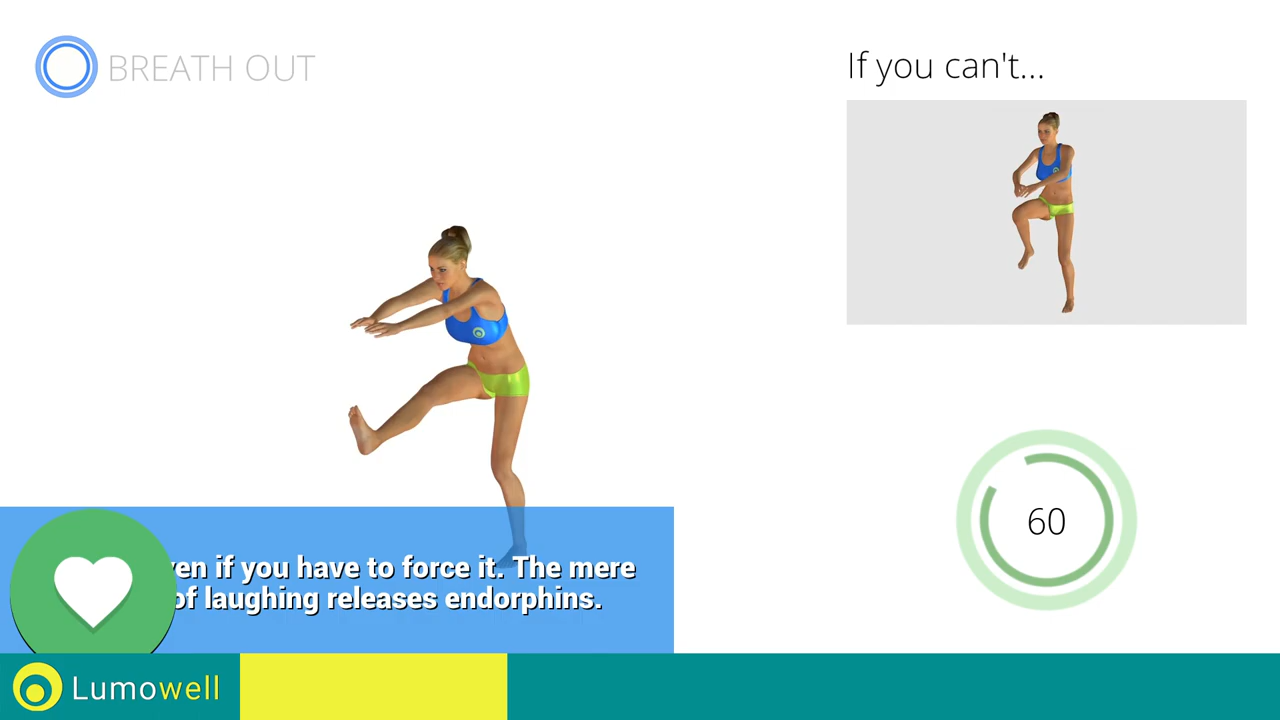 BREATH OUT
If you can't...
60
if you have to force it. The mere
of laughing releases endorphins.
Lumowell